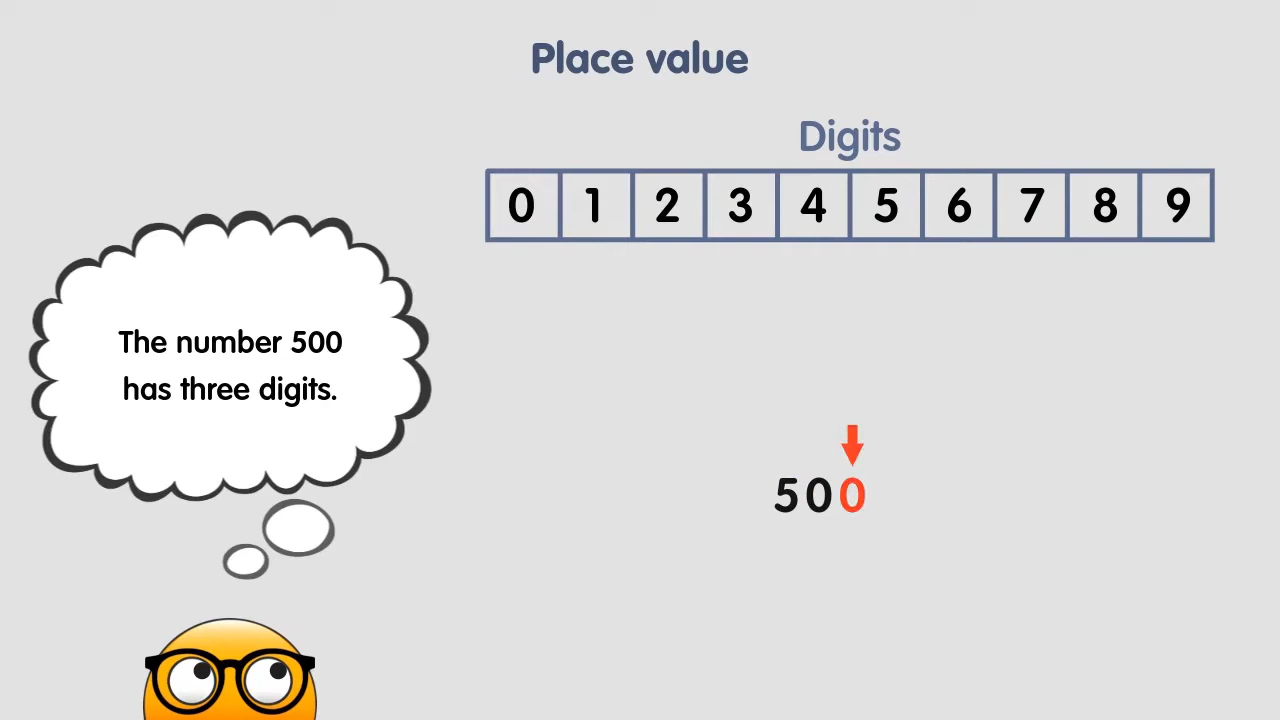 Place value
Digits
0 1 2 3 4 5 6 7 8 9
The number 500
has three digits.
500